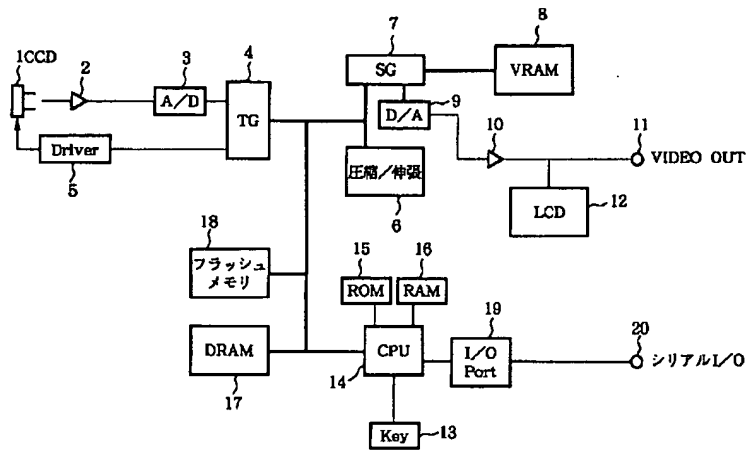 1CCD
2
3
A/D
4
TG
Driver
5
7
SG
8
VRAM
D/A
9
10
11
VIDEO OUT
圧縮/伸張
6
LCD
12
18
フラッシュ
メモリ
15
ROM
16
RAM
DRAM
17
CPU
14
19
I/O
Port
20
シリアルI/O
Key
13